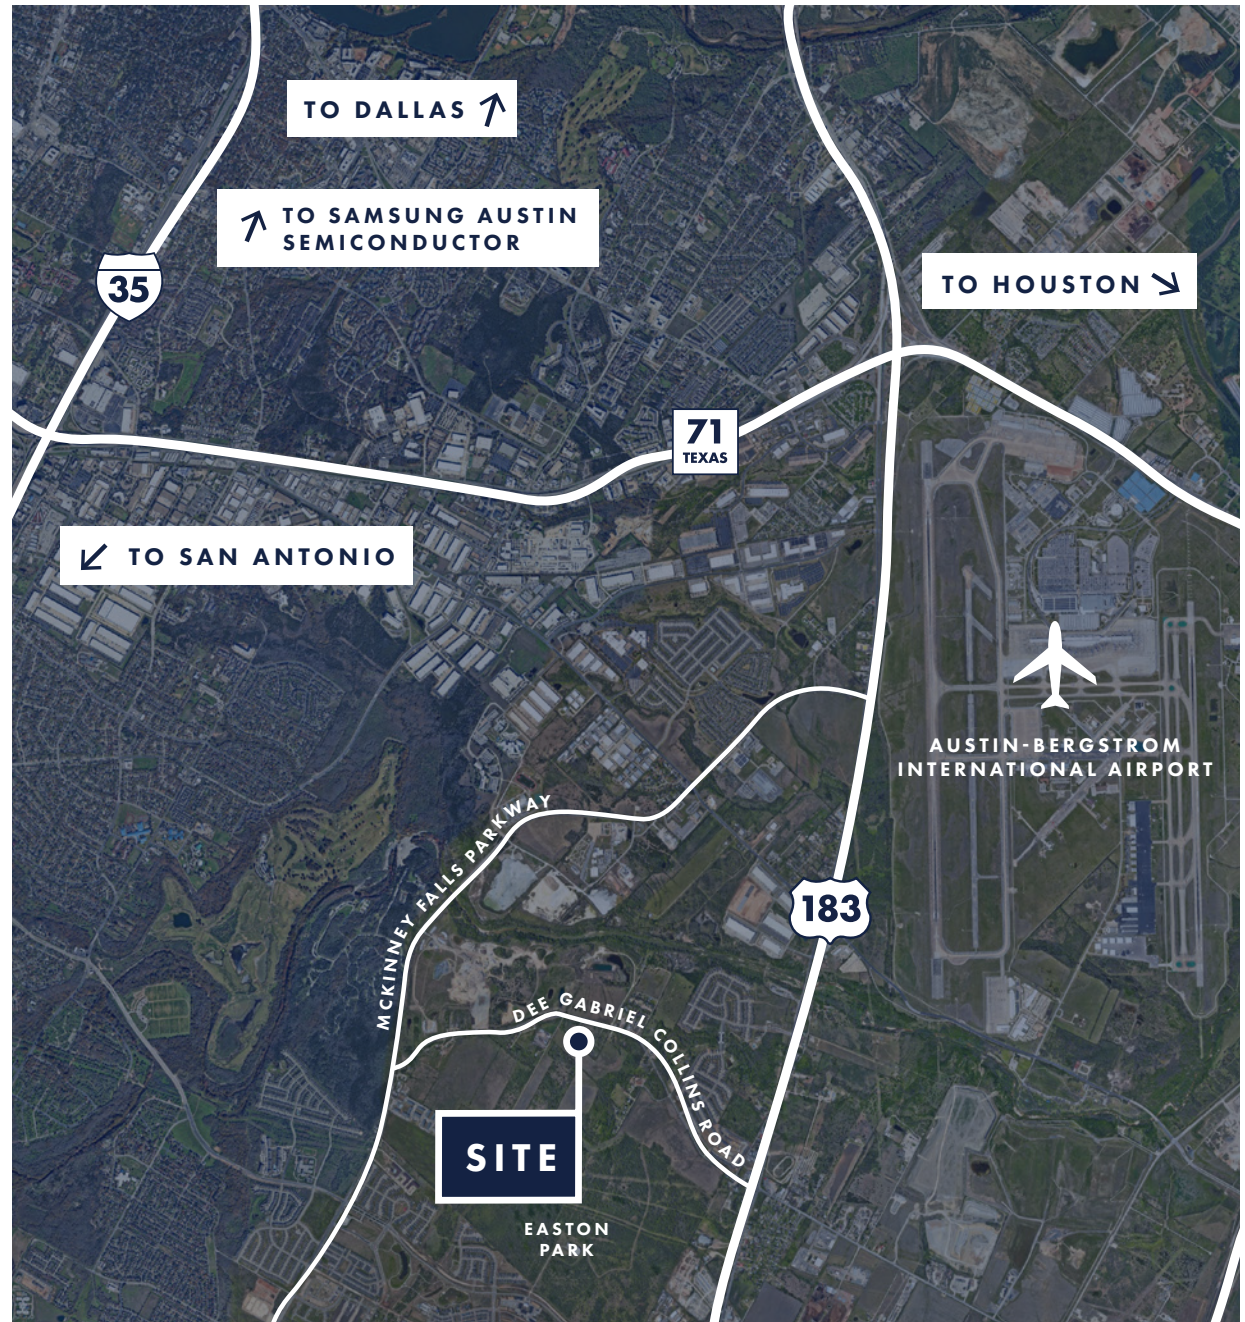 TO DALLAS
TO SAMSUNG AUSTIN
SEMICONDUCTOR
35
TO HOUSTON
71
TEXAS
TO SAN ANTONIO
AUSTIN-BERGSTROM
INTERNATIONAL AIRPORT
MCKINNEY FALLS PARKWAY
183
DEE GABRIEL COLLINS ROAD
SITE
EASTON
PARK